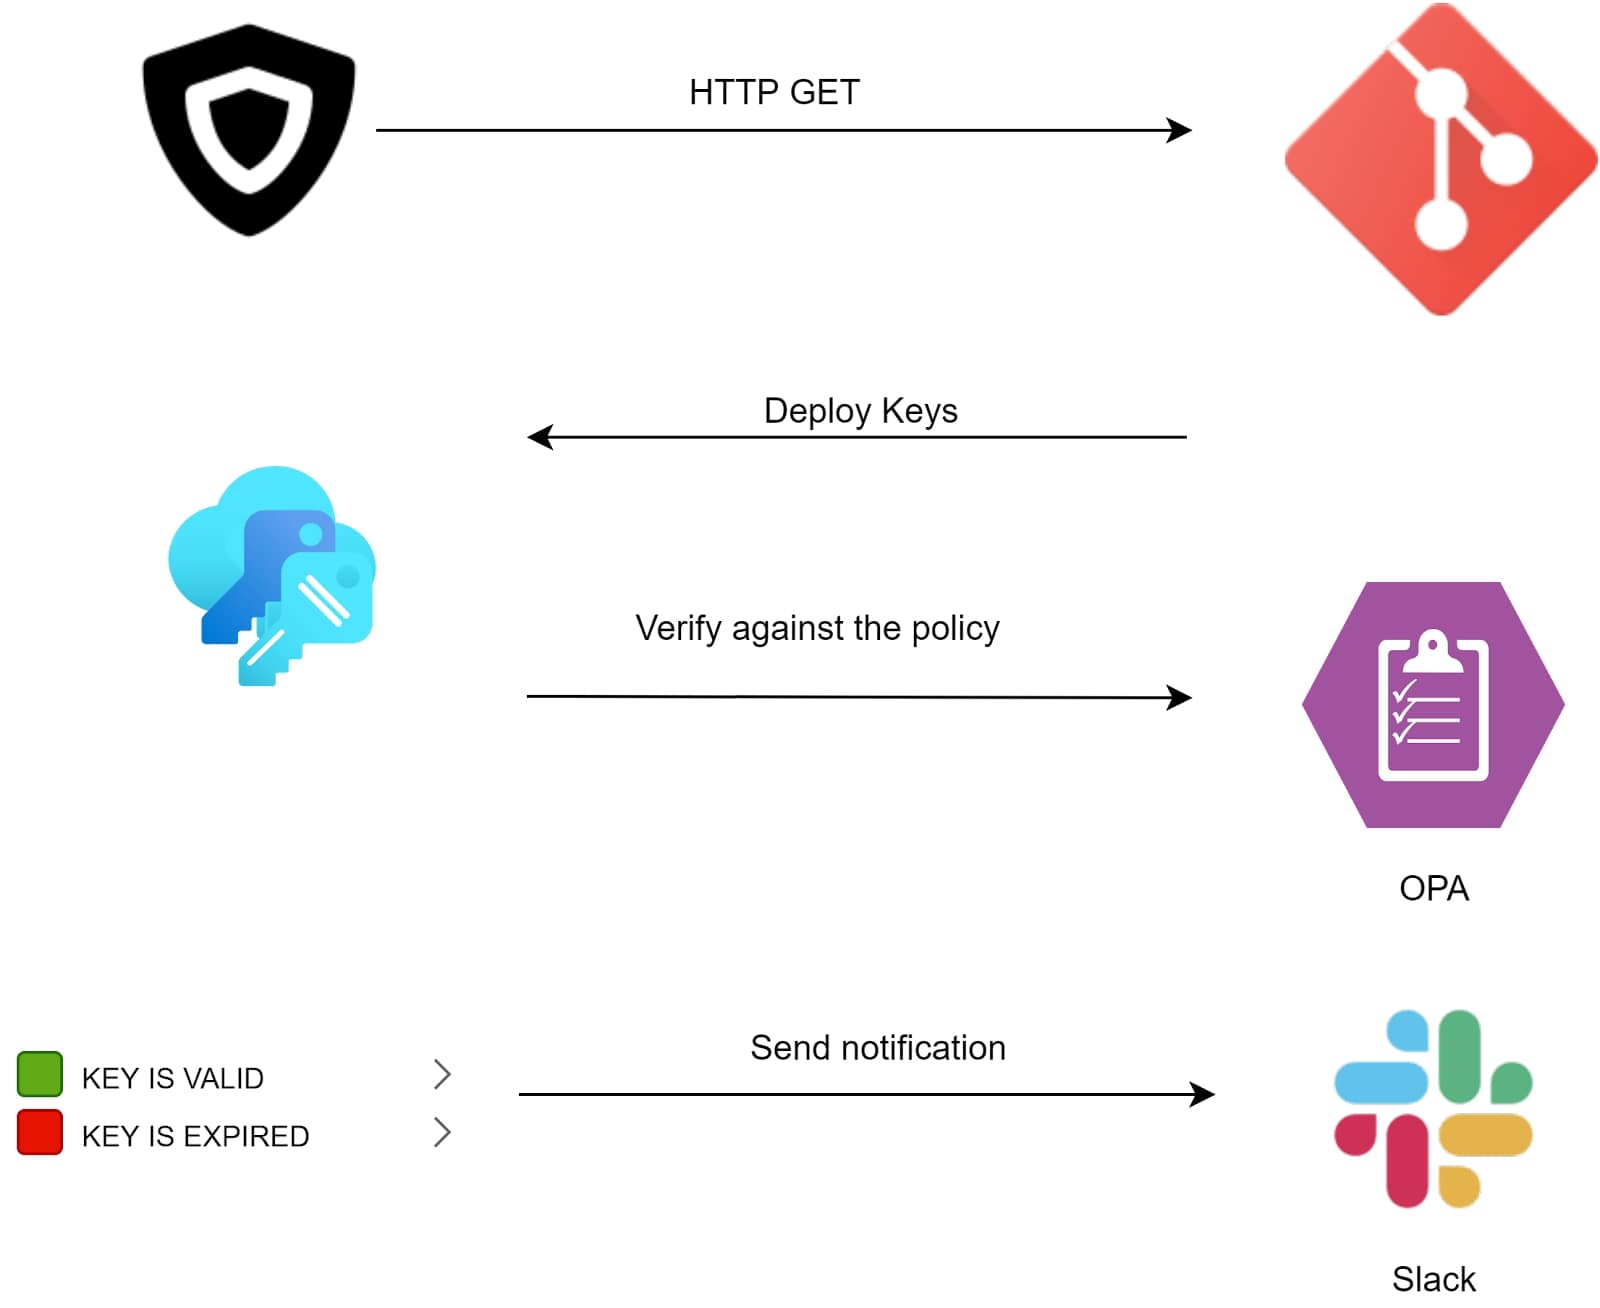 HTTP GET
Deploy Keys
Verify against the policy
OPA
Send notification
KEY IS VALID
KEY IS EXPIRED
Slack